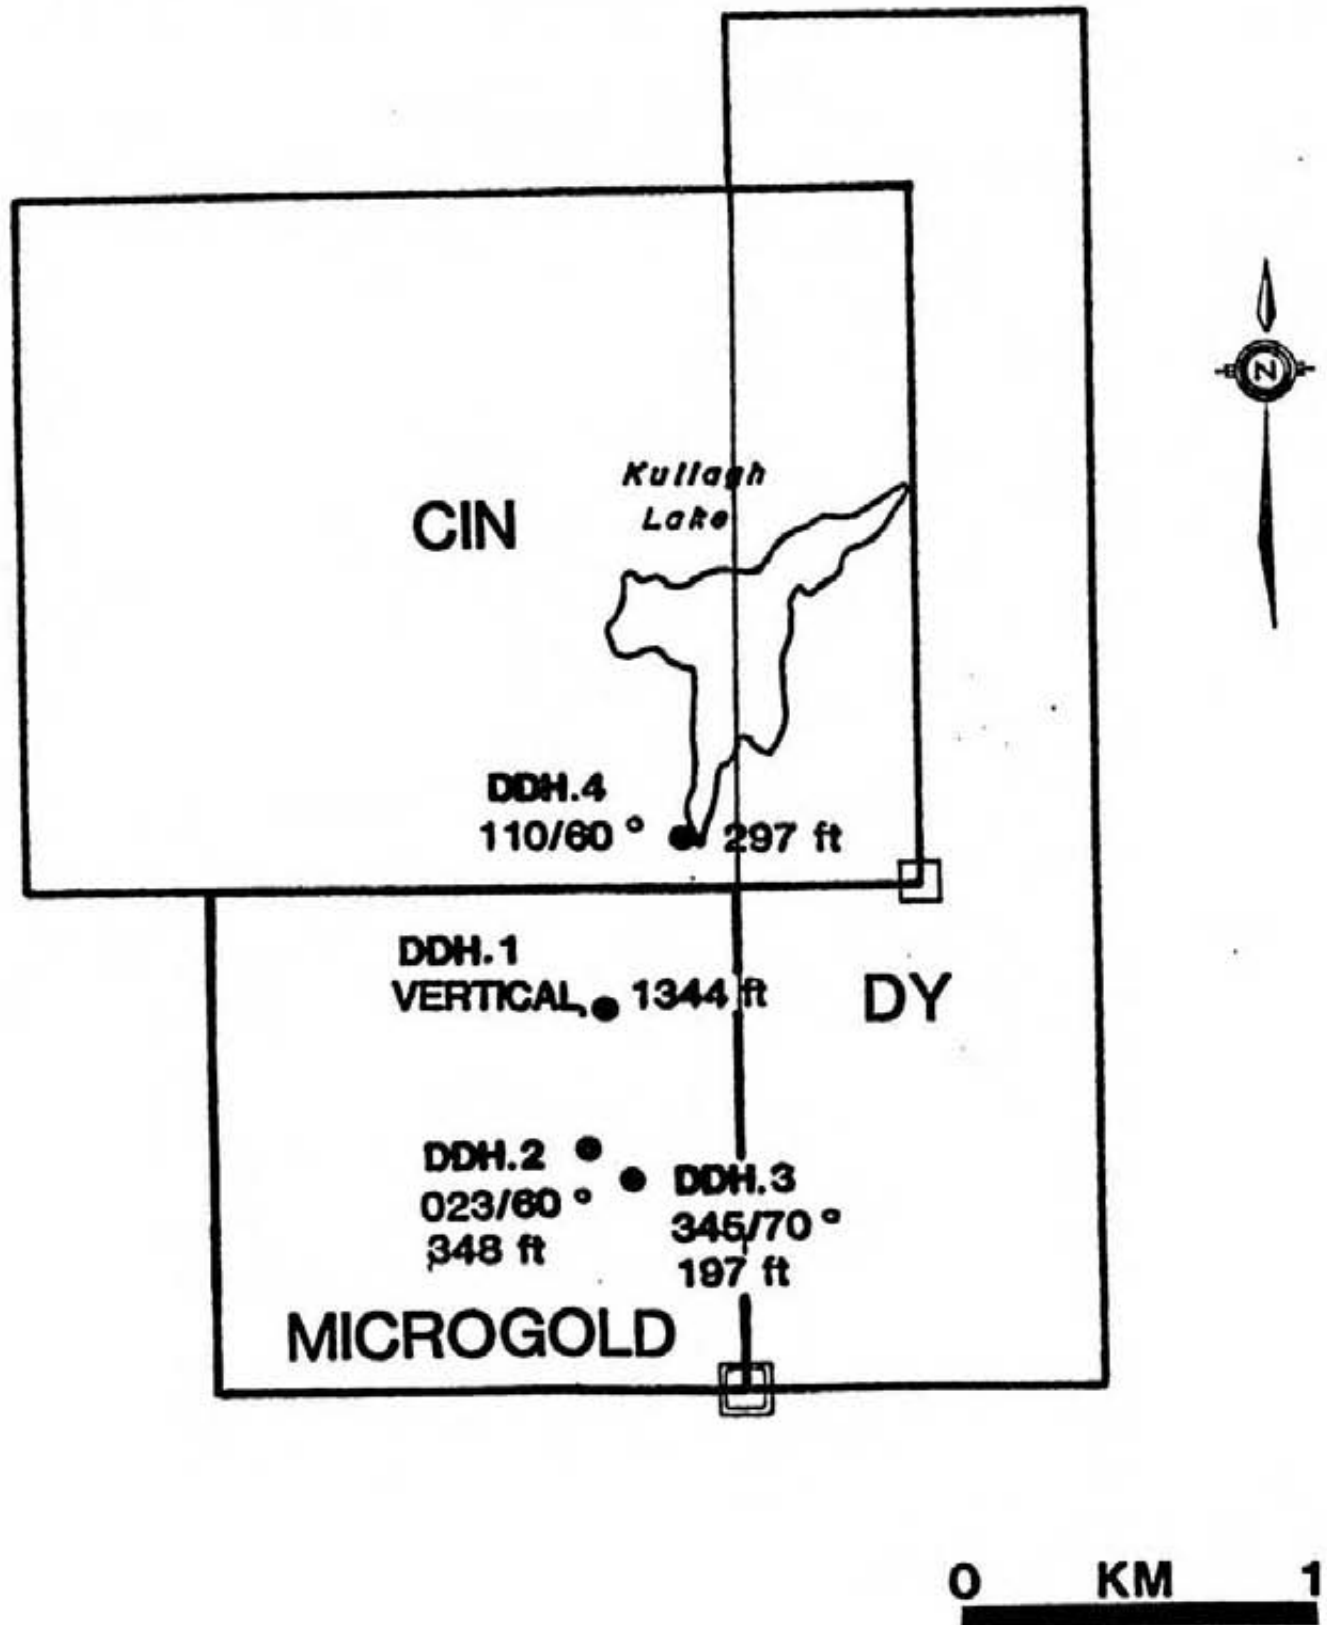 Kullagh
Lake
CIN
DDH.4
110/60° 297 ft
DDH.1
VERTICAL, 1344 ft
DY
DDH.2
023/60°
348 ft
DDH.3
345/70°
197 ft
MICROGOLD
N
0 KM 1